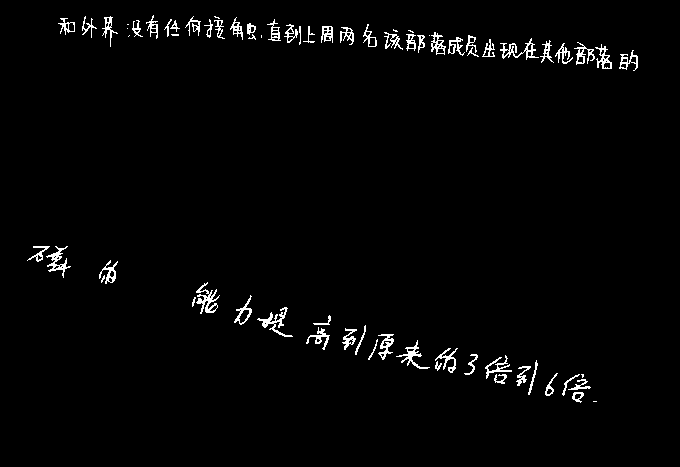 和外界没有任何接触,直到上周两名该部落成员出现在其他部落的
磷的 能力提高到原来的3倍到6倍.